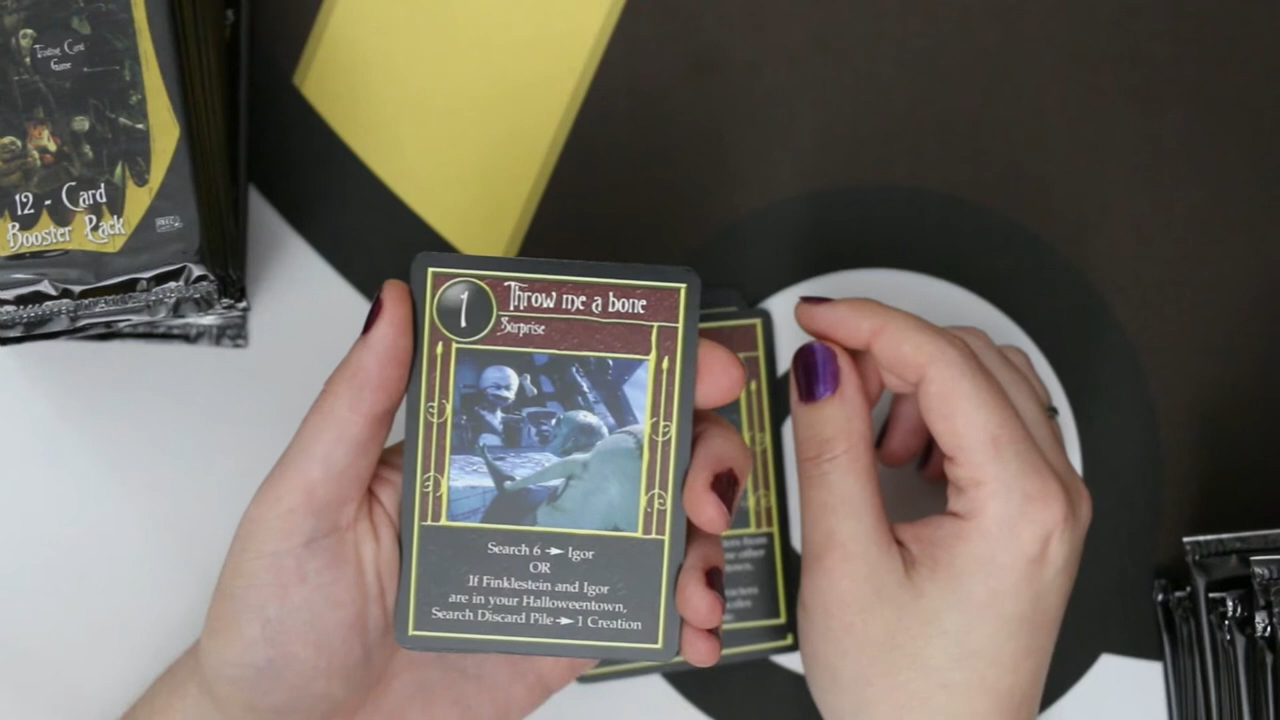 Trading Card
Game
12 - Card
Booster Pack
1
Throw me a bone
Surprise
Search 6 → Igor
OR
If Finklestein and Igor
are in your Halloweentown,
Search Discard Pile → 1 Creation